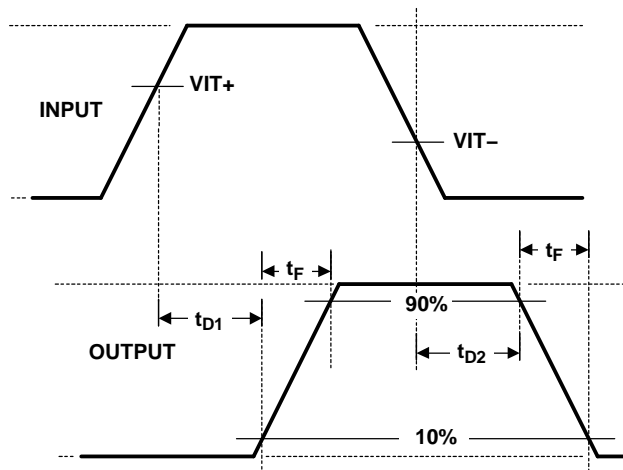 VIT+
INPUT
VIT–
tF
tF
90%
tD1
OUTPUT
tD2
10%